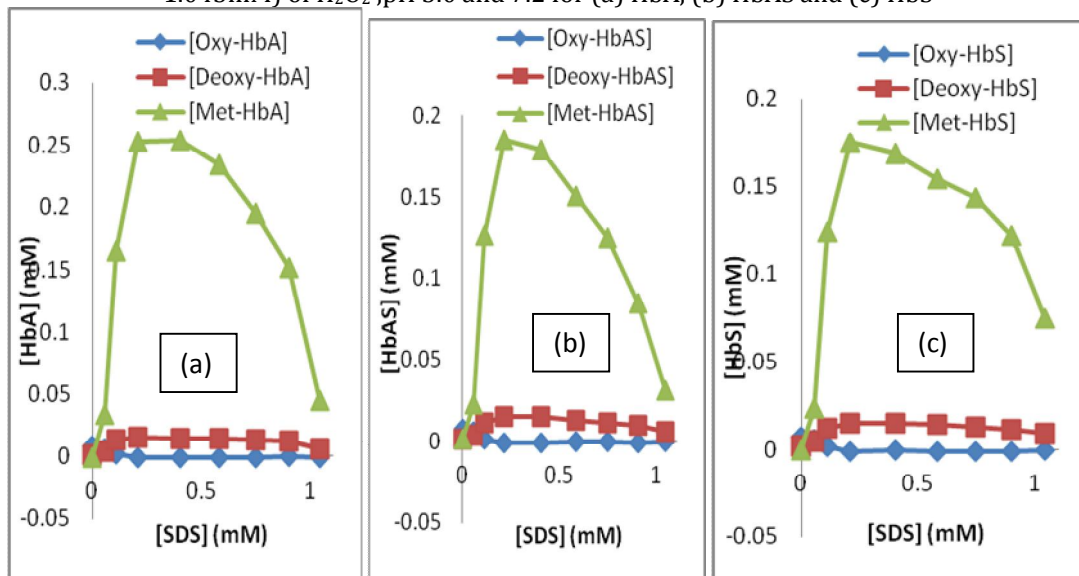 [Oxy-HbA]
[Deoxy-HbA]
[Met-HbA]
0.3
0.25
0.2
0.15
0.1
0.05
0
-0.05
[HbA] (mM)
(a)
0
0.5
1
[SDS] (mM)
[Oxy-HbAS]
[Deoxy-HbAS]
[Met-HbAS]
0.2
0.15
0.1
0.05
0
-0.05
[HbAS] (mM)
(b)
0
0.5
1
[SDS] (mM)
[Oxy-HbS]
[Deoxy-HbS]
[Met-HbS]
0.2
0.15
0.1
0.05
0
-0.05
[HbS] (mM)
(c)
0
0.5
1
[SDS] (mM)